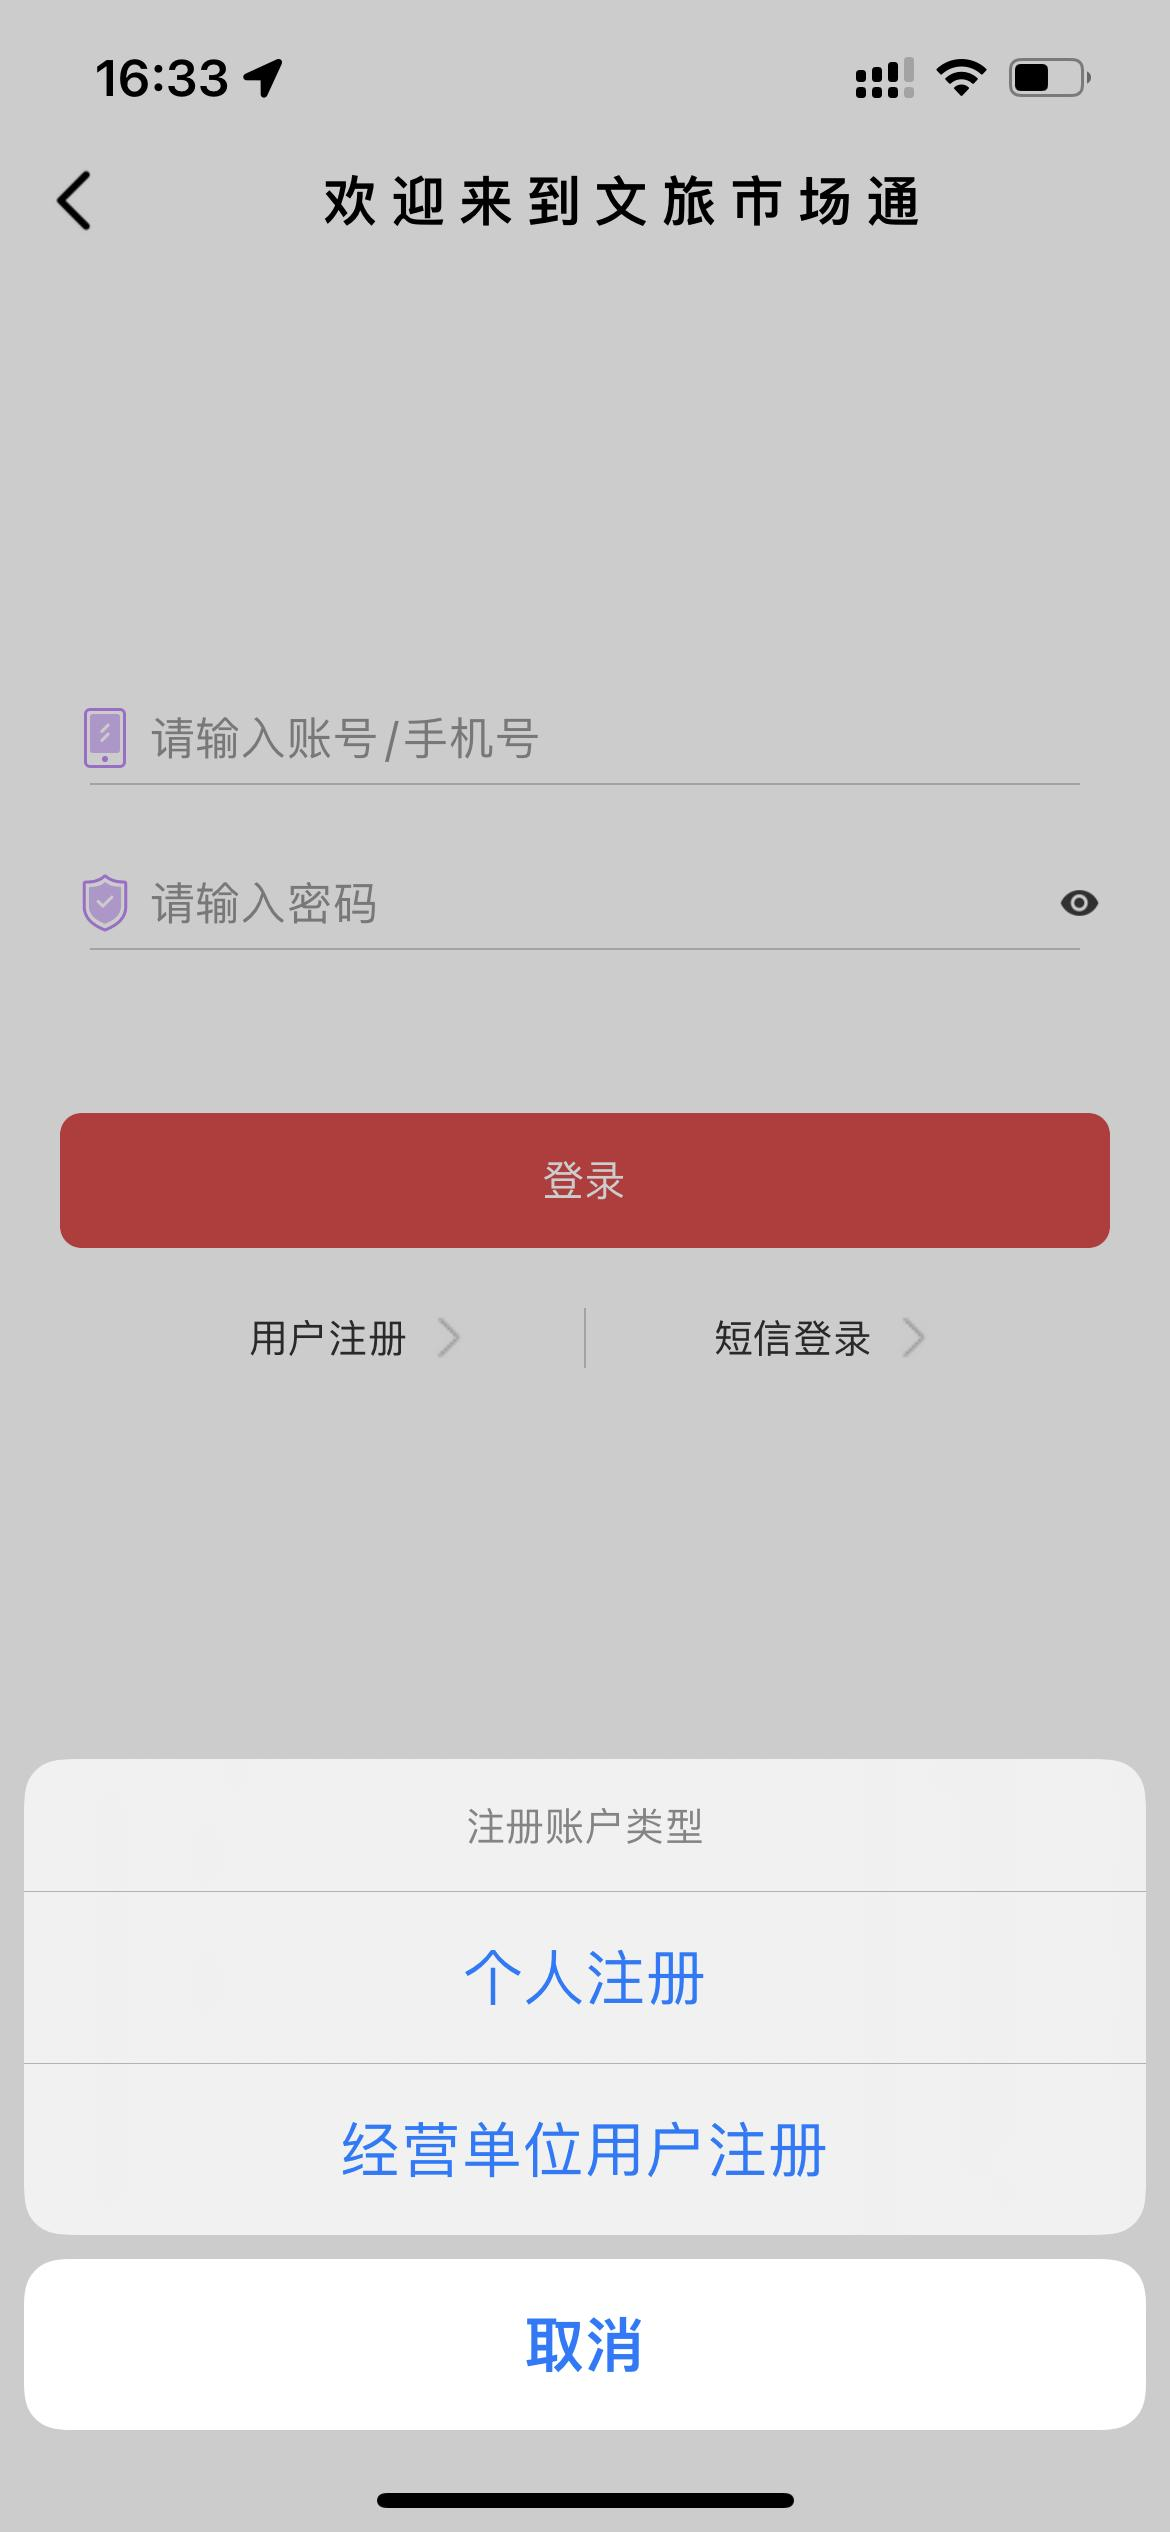 16:33
欢迎来到文旅市场通
请输入账号/手机号
请输入密码
登录
用户注册
短信登录
注册账户类型
个人注册
经营单位用户注册
取消